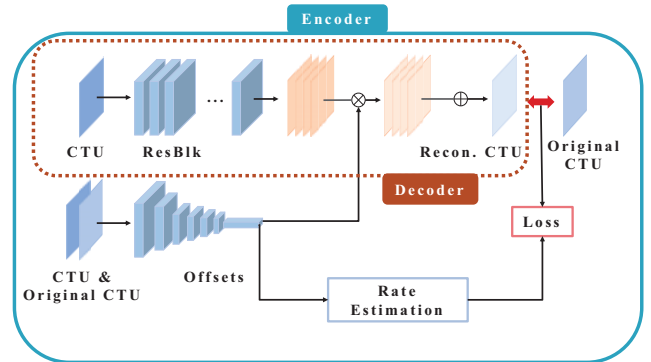 Encoder
CTU
ResBlk
...
Recon. CTU
Original
CTU
Decoder
CTU &
Original CTU
Offsets
Loss
Rate
Estimation